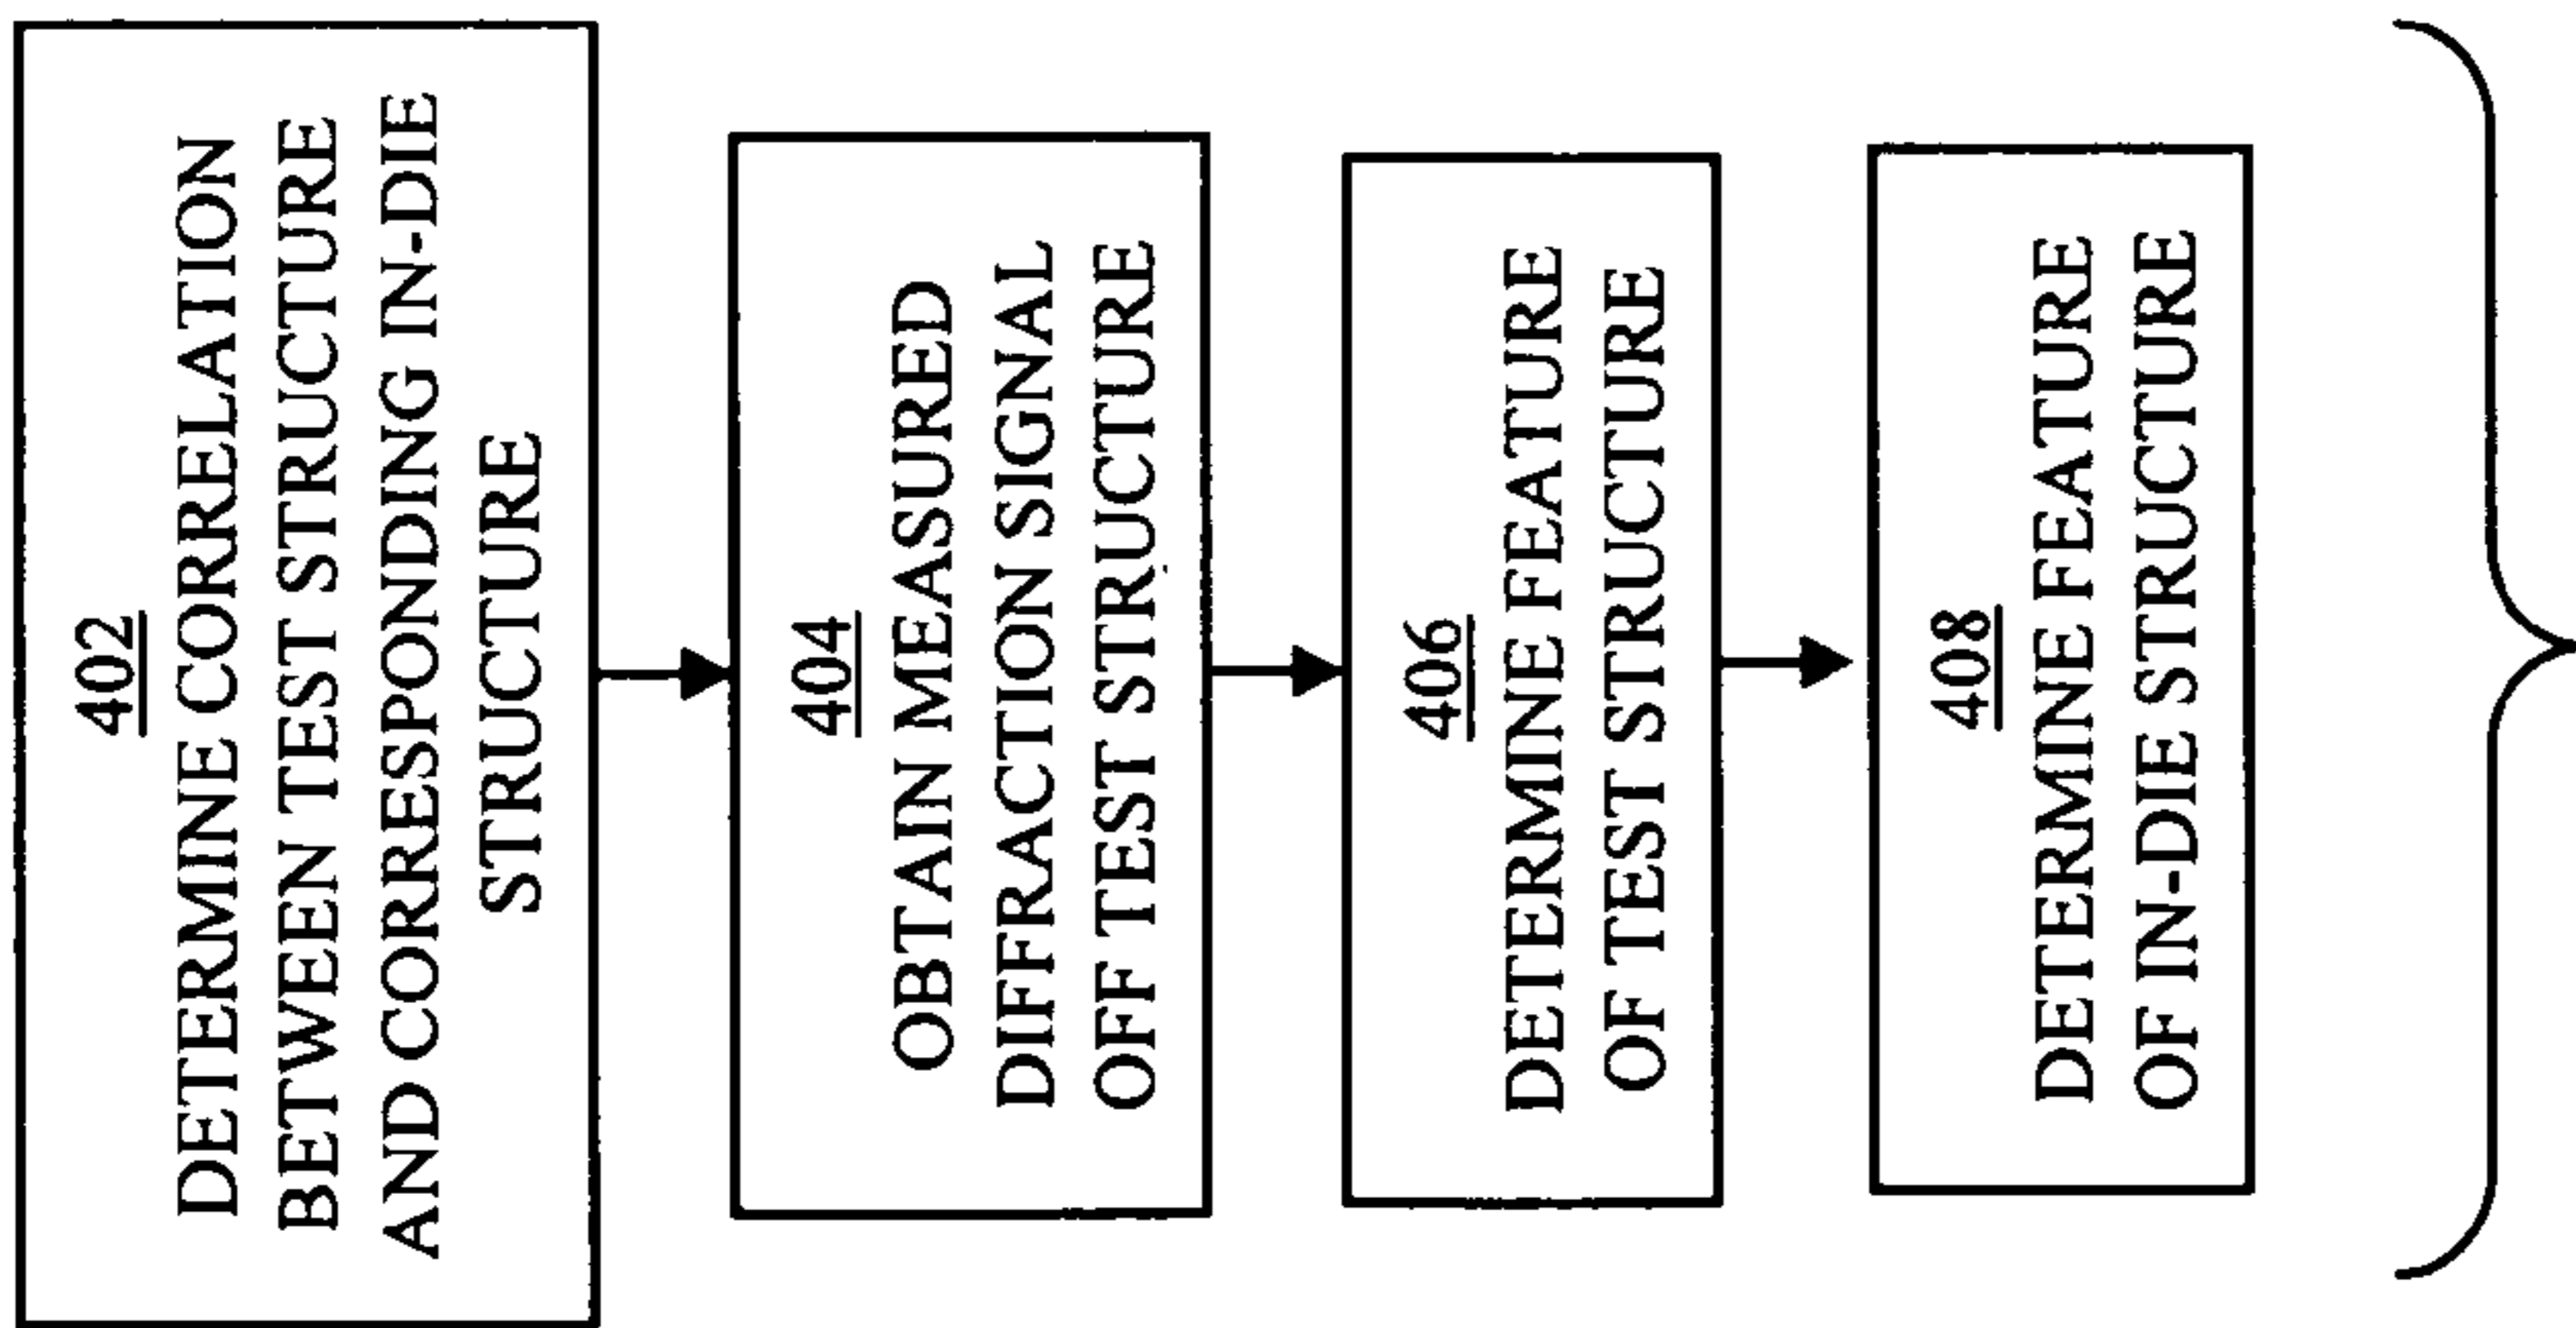 402
DETERMINE CORRELATION
BETWEEN TEST STRUCTURE
AND CORRESPONDING IN-DIE
STRUCTURE
404
OBTAIN MEASURED
DIFFRACTION SIGNAL
OFF TEST STRUCTURE
406
DETERMINE FEATURE
OF TEST STRUCTURE
408
DETERMINE FEATURE
OF IN-DIE STRUCTURE